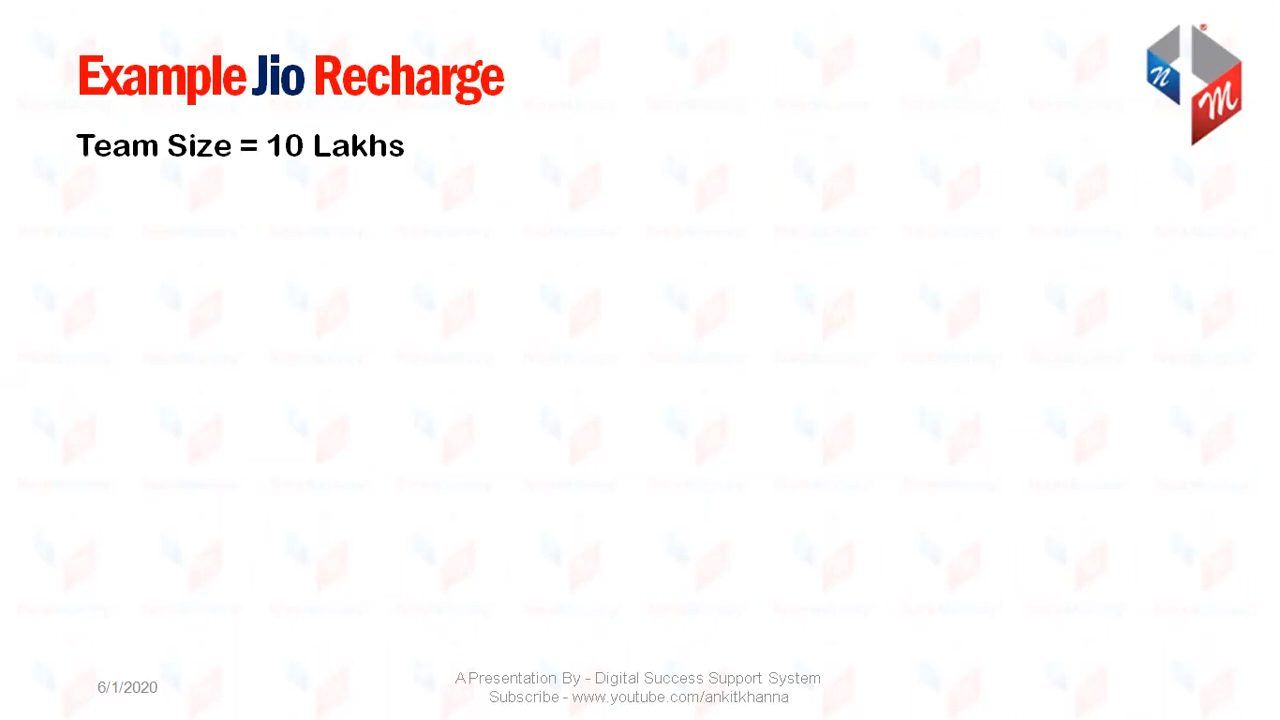 Example Jio Recharge
Team Size = 10 Lakhs
n
M
6/1/2020
A Presentation By - Digital Success Support System
Subscribe - www.youtube.com/ankitkhanna